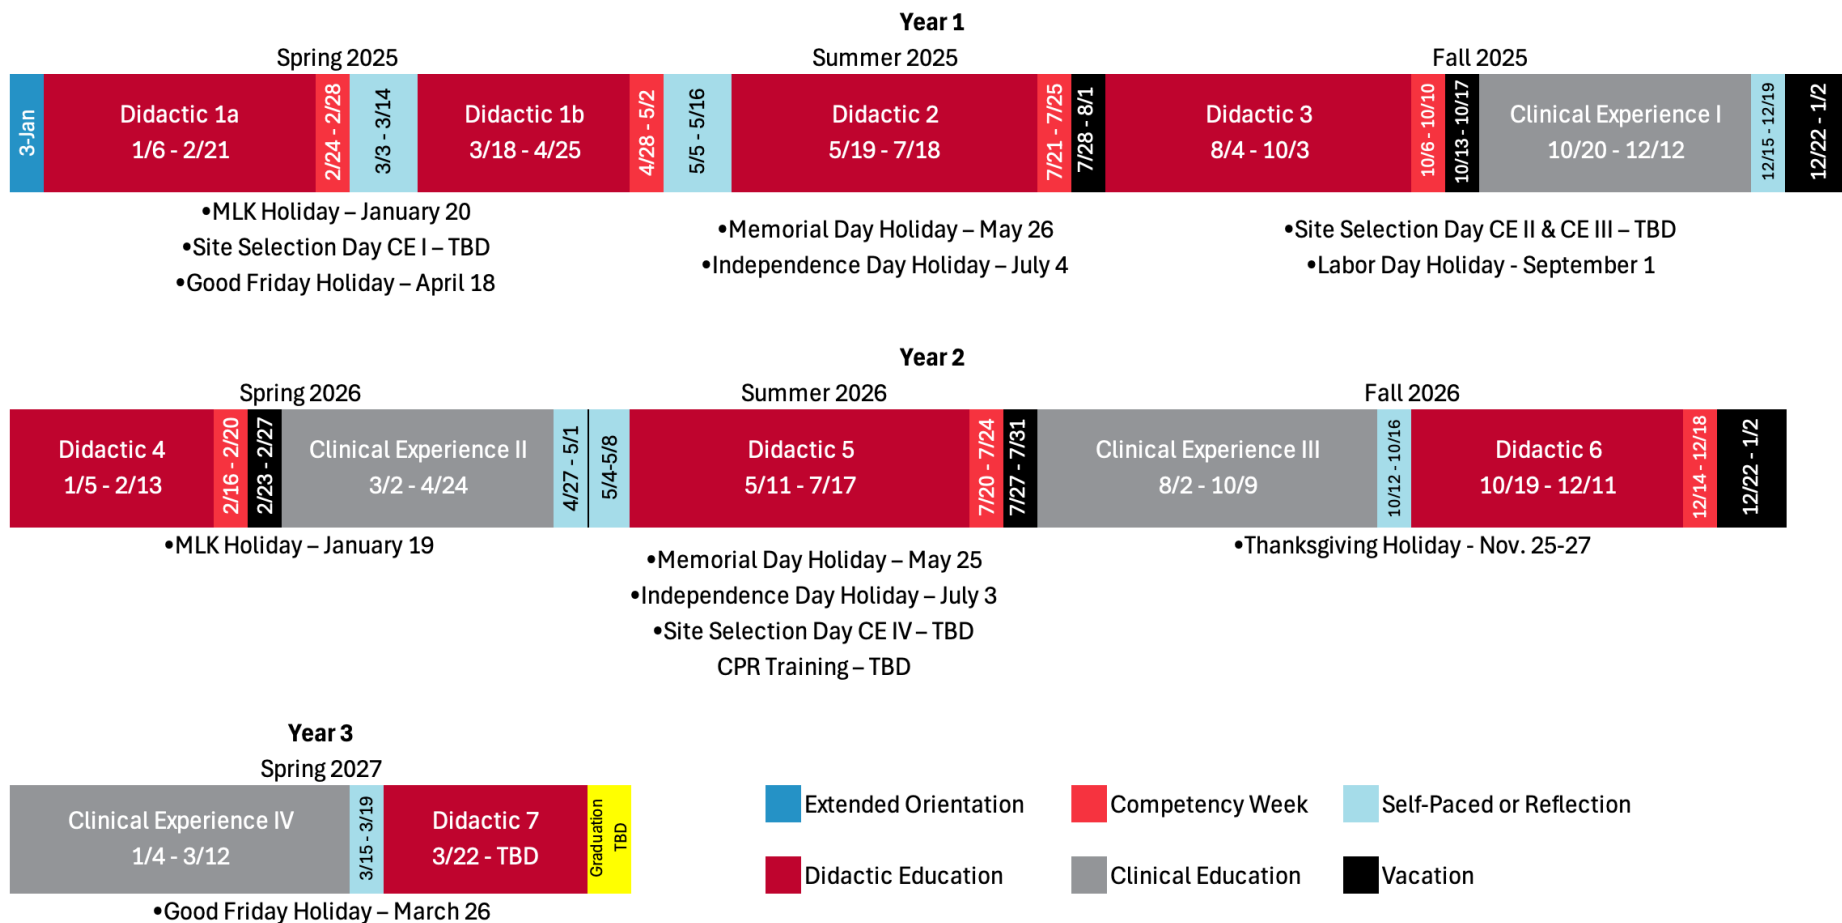 Year 1
Spring 2025
Summer 2025
Fall 2025
3-Jan
Didactic 1a
1/6 - 2/21
2/24 - 2/28
3/3 - 3/14
Didactic 1b
3/18 - 4/25
4/28 - 5/2
5/5 - 5/16
Didactic 2
5/19 - 7/18
7/21 - 7/25
7/28 - 8/1
Didactic 3
8/4 - 10/3
10/6 - 10/10
10/13 - 10/17
Clinical Experience I
10/20 - 12/12
12/15 - 12/19
12/22 - 1/2
•MLK Holiday – January 20
•Site Selection Day CE I – TBD
•Good Friday Holiday – April 18
•Memorial Day Holiday – May 26
•Independence Day Holiday – July 4
•Site Selection Day CE II & CE III – TBD
•Labor Day Holiday - September 1
Year 2
Spring 2026
Summer 2026
Fall 2026
Didactic 4
1/5 - 2/13
2/16 - 2/20
2/23 - 2/27
Clinical Experience II
3/2 - 4/24
4/27 - 5/1
5/4-5/8
Didactic 5
5/11 - 7/17
7/20 - 7/24
7/27 - 7/31
Clinical Experience III
8/2 - 10/9
10/12 - 10/16
Didactic 6
10/19 - 12/11
12/14 - 12/18
12/22 - 1/2
•MLK Holiday – January 19
•Memorial Day Holiday – May 25
•Independence Day Holiday – July 3
•Site Selection Day CE IV – TBD
CPR Training – TBD
•Thanksgiving Holiday - Nov. 25-27
Year 3
Spring 2027
Clinical Experience IV
1/4 - 3/12
3/15 - 3/19
Didactic 7
3/22 - TBD
Graduation
TBD
•Good Friday Holiday – March 26
Extended Orientation
Competency Week
Self-Paced or Reflection
Didactic Education
Clinical Education
Vacation